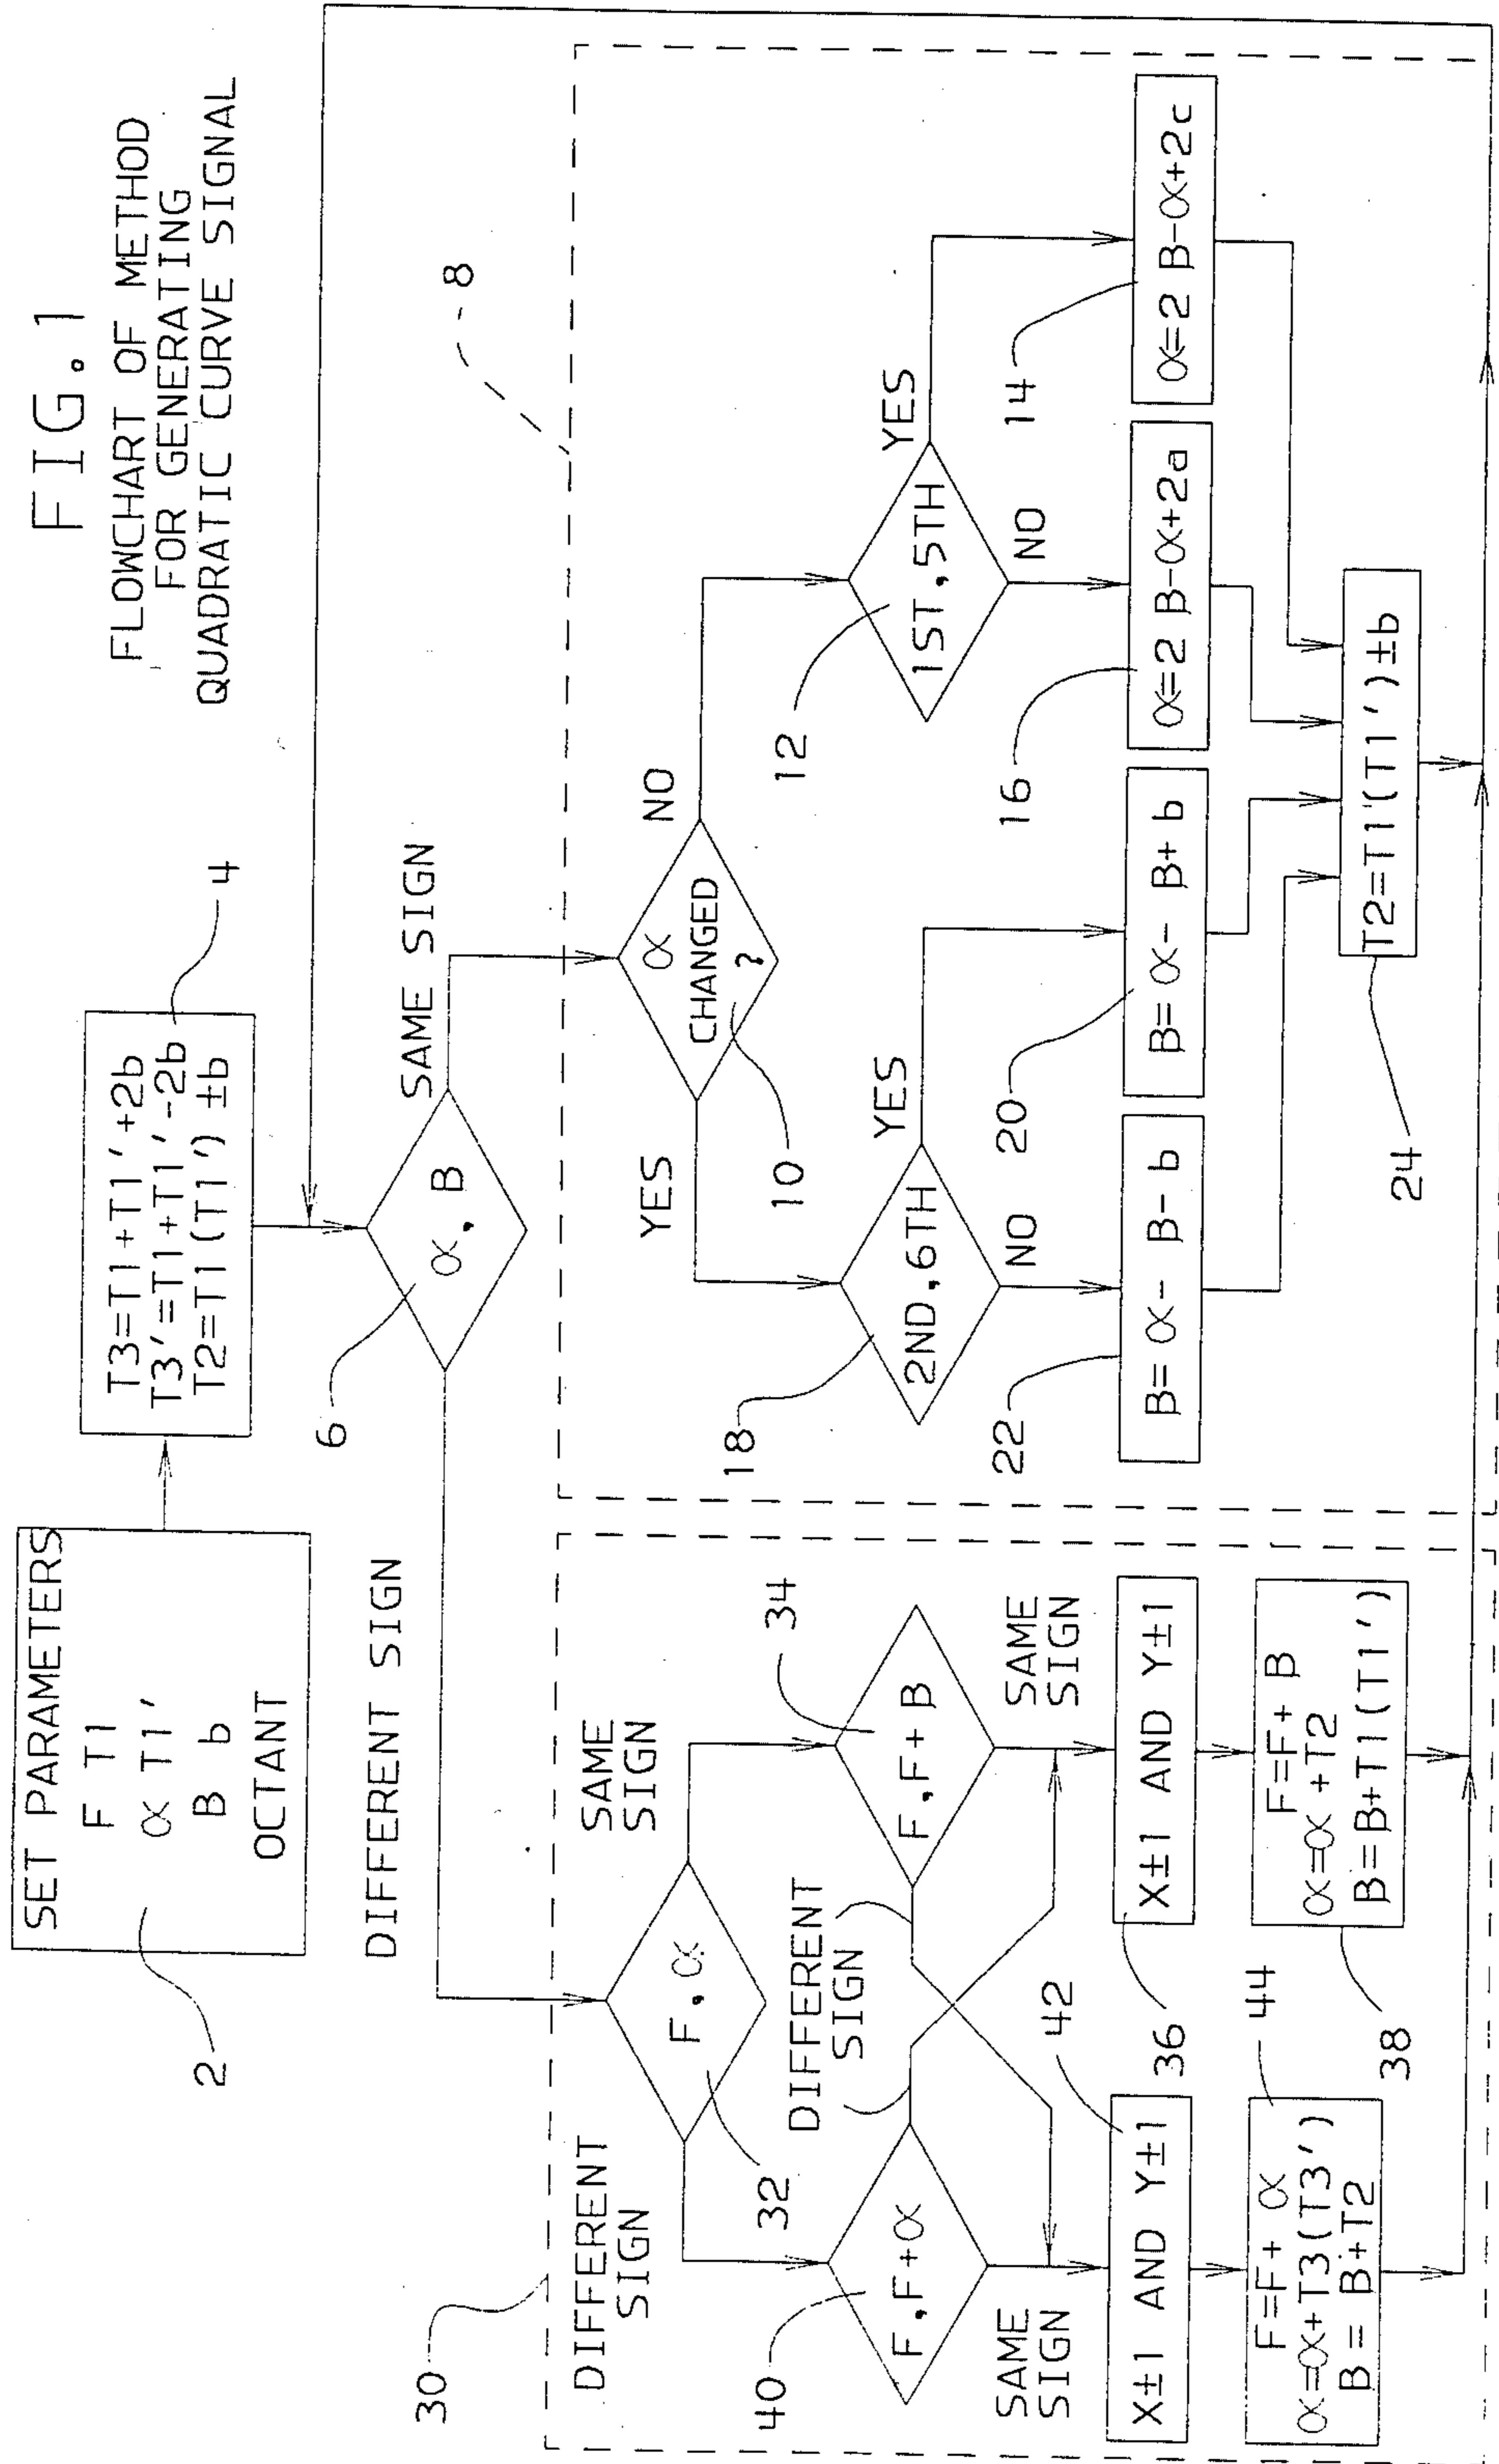 FIG. 1
FLOWCHART OF METHOD
FOR GENERATING
QUADRATIC CURVE SIGNAL
SET PARAMETERS
F T1
α T1'
B b
OCTANT
2
T3=T1+T1'+2b
T3'=T1+T1'-2b
T2=T1(T1')±b
4
6
α, B
DIFFERENT SIGN
SAME SIGN
8
30
DIFFERENT
SIGN
F, α
32
SAME
SIGN
40
F, F+α
DIFFERENT
SIGN
F, F+B
34
SAME
SIGN
SAME
SIGN
X±1 AND Y±1
42
X±1 AND Y±1
36
F=F+ α
α=α+T3(T3')
B = B+T2
44
F=F+ B
α=α +T2
B=B+T1(T1')
38
YES
α
CHANGED
?
NO
10
18
2ND, 6TH
YES
NO
12
1ST, 5TH
YES
NO
22
B= α- B- b
20
B= α- B+ b
16
α=2 B-α+2a
14
α=2 B-α+2c
T2=T1(T1')±b
24